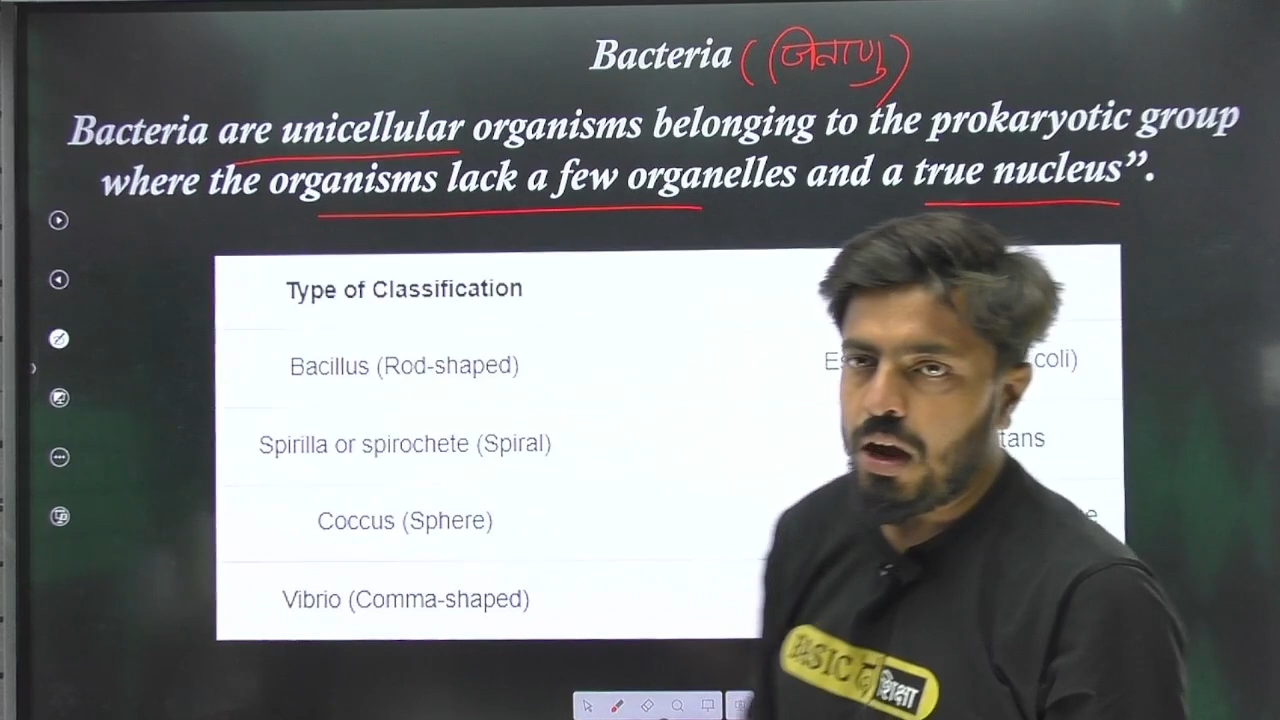 Bacteria (जिवाणु)
Bacteria are unicellular organisms belonging to the prokaryotic group
where the organisms lack a few organelles and a true nucleus”.
Type of Classification
Bacillus (Rod-shaped)
coli)
Spirilla or spirochete (Spiral)
Coccus (Sphere)
Vibrio (Comma-shaped)
BASIC द शिक्षा